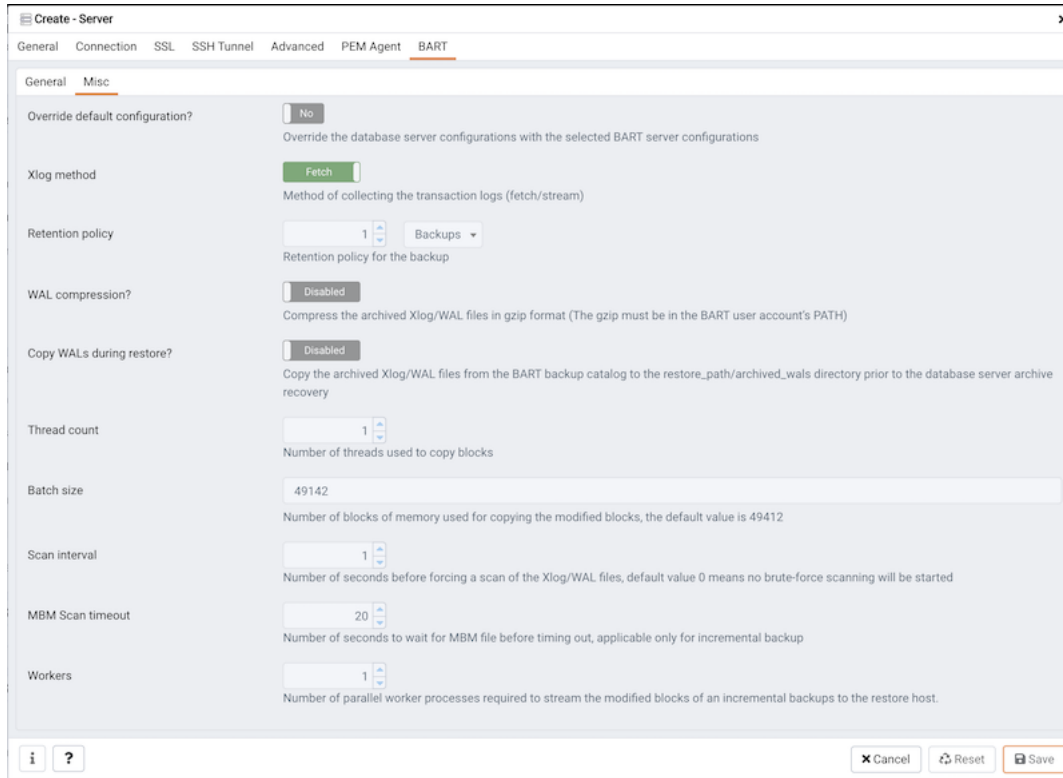 Create - Server
General Connection SSL SSH Tunnel Advanced PEM Agent BART
General Misc
Override default configuration? No
Override the database server configurations with the selected BART server configurations
Xlog method Fetch
Method of collecting the transaction logs (fetch/stream)
Retention policy 1 Backups
Retention policy for the backup
WAL compression? Disabled
Compress the archived Xlog/WAL files in gzip format (The gzip must be in the BART user account's PATH)
Copy WALs during restore? Disabled
Copy the archived Xlog/WAL files from the BART backup catalog to the restore_path/archived_wals directory prior to the database server archive
recovery
Thread count 1
Number of threads used to copy blocks
Batch size 49142
Number of blocks of memory used for copying the modified blocks, the default value is 49412
Scan interval 1
Number of seconds before forcing a scan of the Xlog/WAL files, default value 0 means no brute-force scanning will be started
MBM Scan timeout 20
Number of seconds to wait for MBM file before timing out, applicable only for incremental backup
Workers 1
Number of parallel worker processes required to stream the modified blocks of an incremental backups to the restore host.
i ? Cancel Reset Save